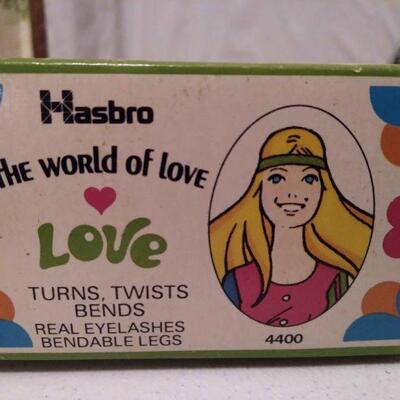 Hasbro
the WORLD of LOVE
LOVe
TURNS, TWISTS
BENDS
REAL EYELASHES
BENDABLE LEGS
4400